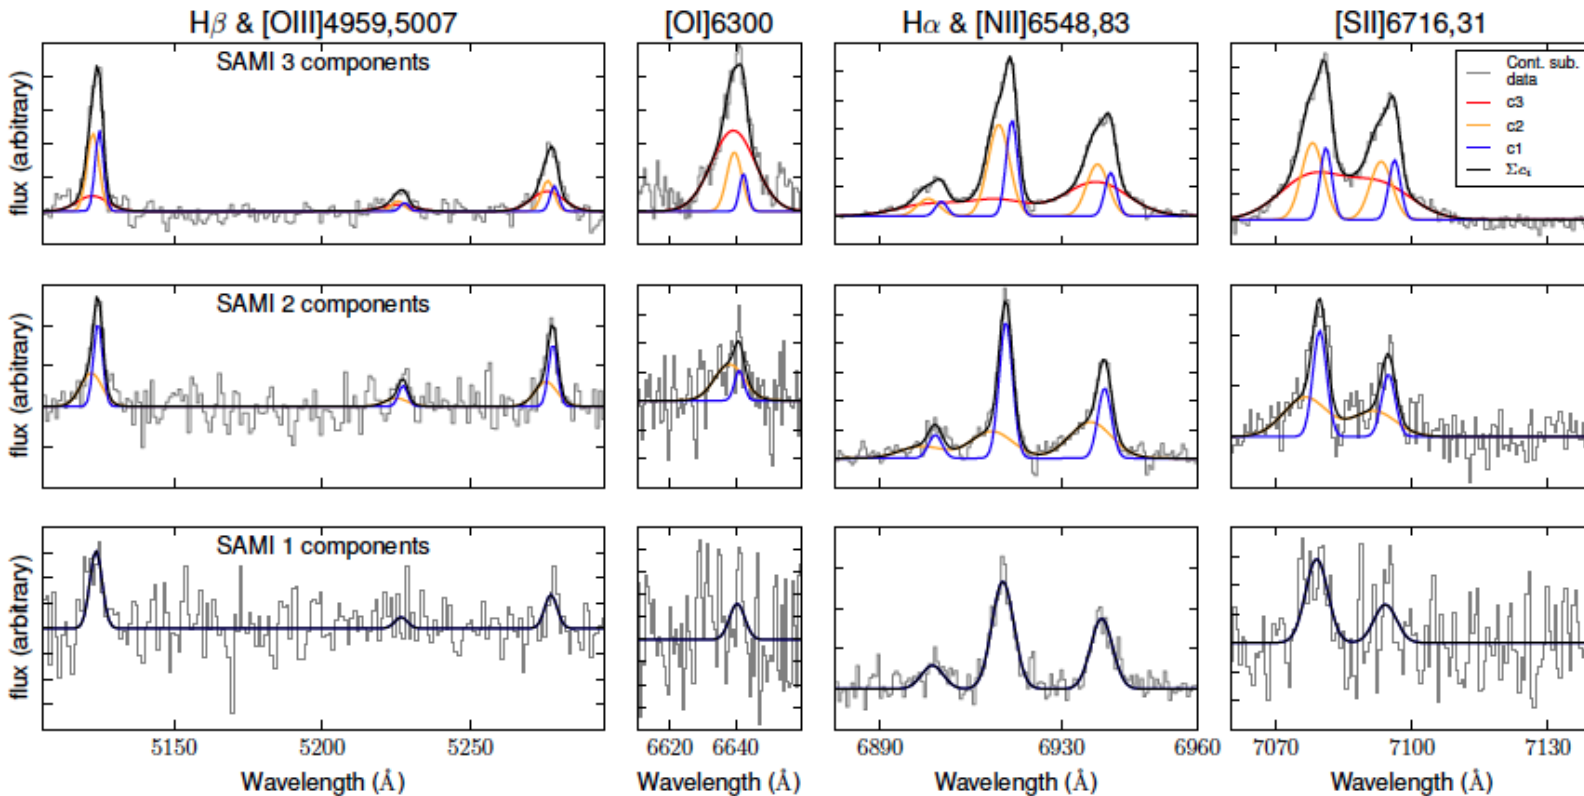 Hβ & [OIII]4959,5007
[OI]6300
Hα & [NII]6548,83
[SII]6716,31
flux (arbitrary)
SAMI 3 components
Cont. sub.
data
c3
c2
c1
Σcᵢ
flux (arbitrary)
SAMI 2 components
flux (arbitrary)
SAMI 1 components
5150 5200 5250
6620 6640
6890 6930 6960
7070 7100 7130
Wavelength (Å)
Wavelength (Å)
Wavelength (Å)
Wavelength (Å)